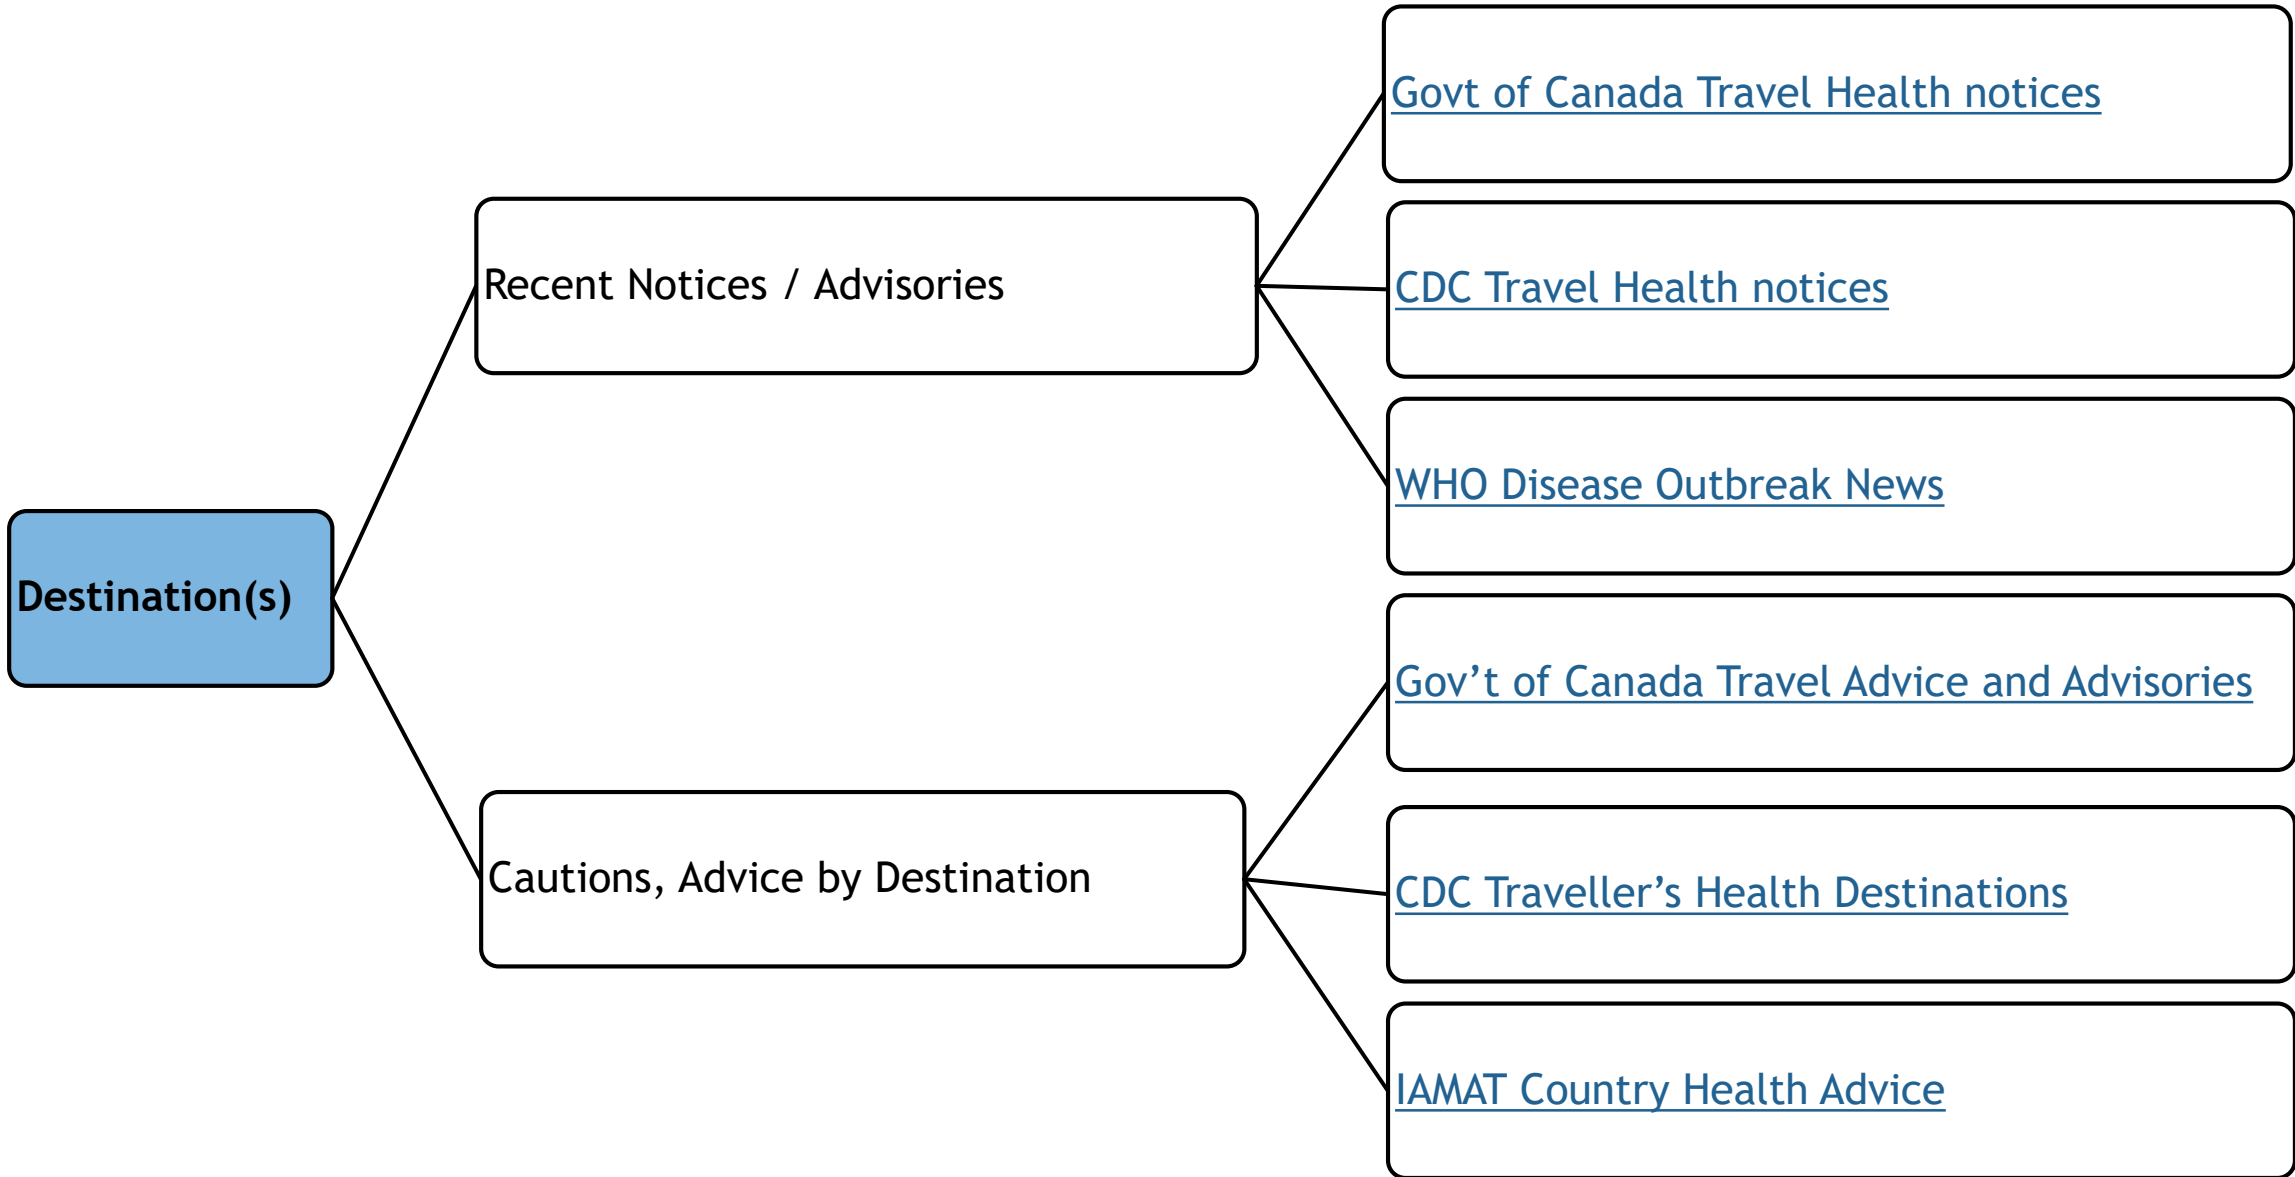 Destination(s)
Recent Notices / Advisories
Govt of Canada Travel Health notices
CDC Travel Health notices
WHO Disease Outbreak News
Cautions, Advice by Destination
Gov’t of Canada Travel Advice and Advisories
CDC Traveller’s Health Destinations
IAMAT Country Health Advice